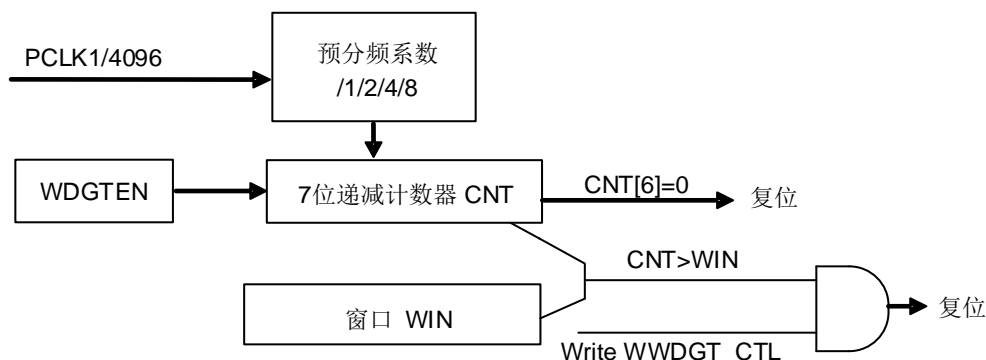 PCLK1/4096
预分频系数
/1/2/4/8
WDGTEN
7位递减计数器 CNT
CNT[6]=0
复位
CNT>WIN
窗口 WIN
复位
Write WWDGT_CTL